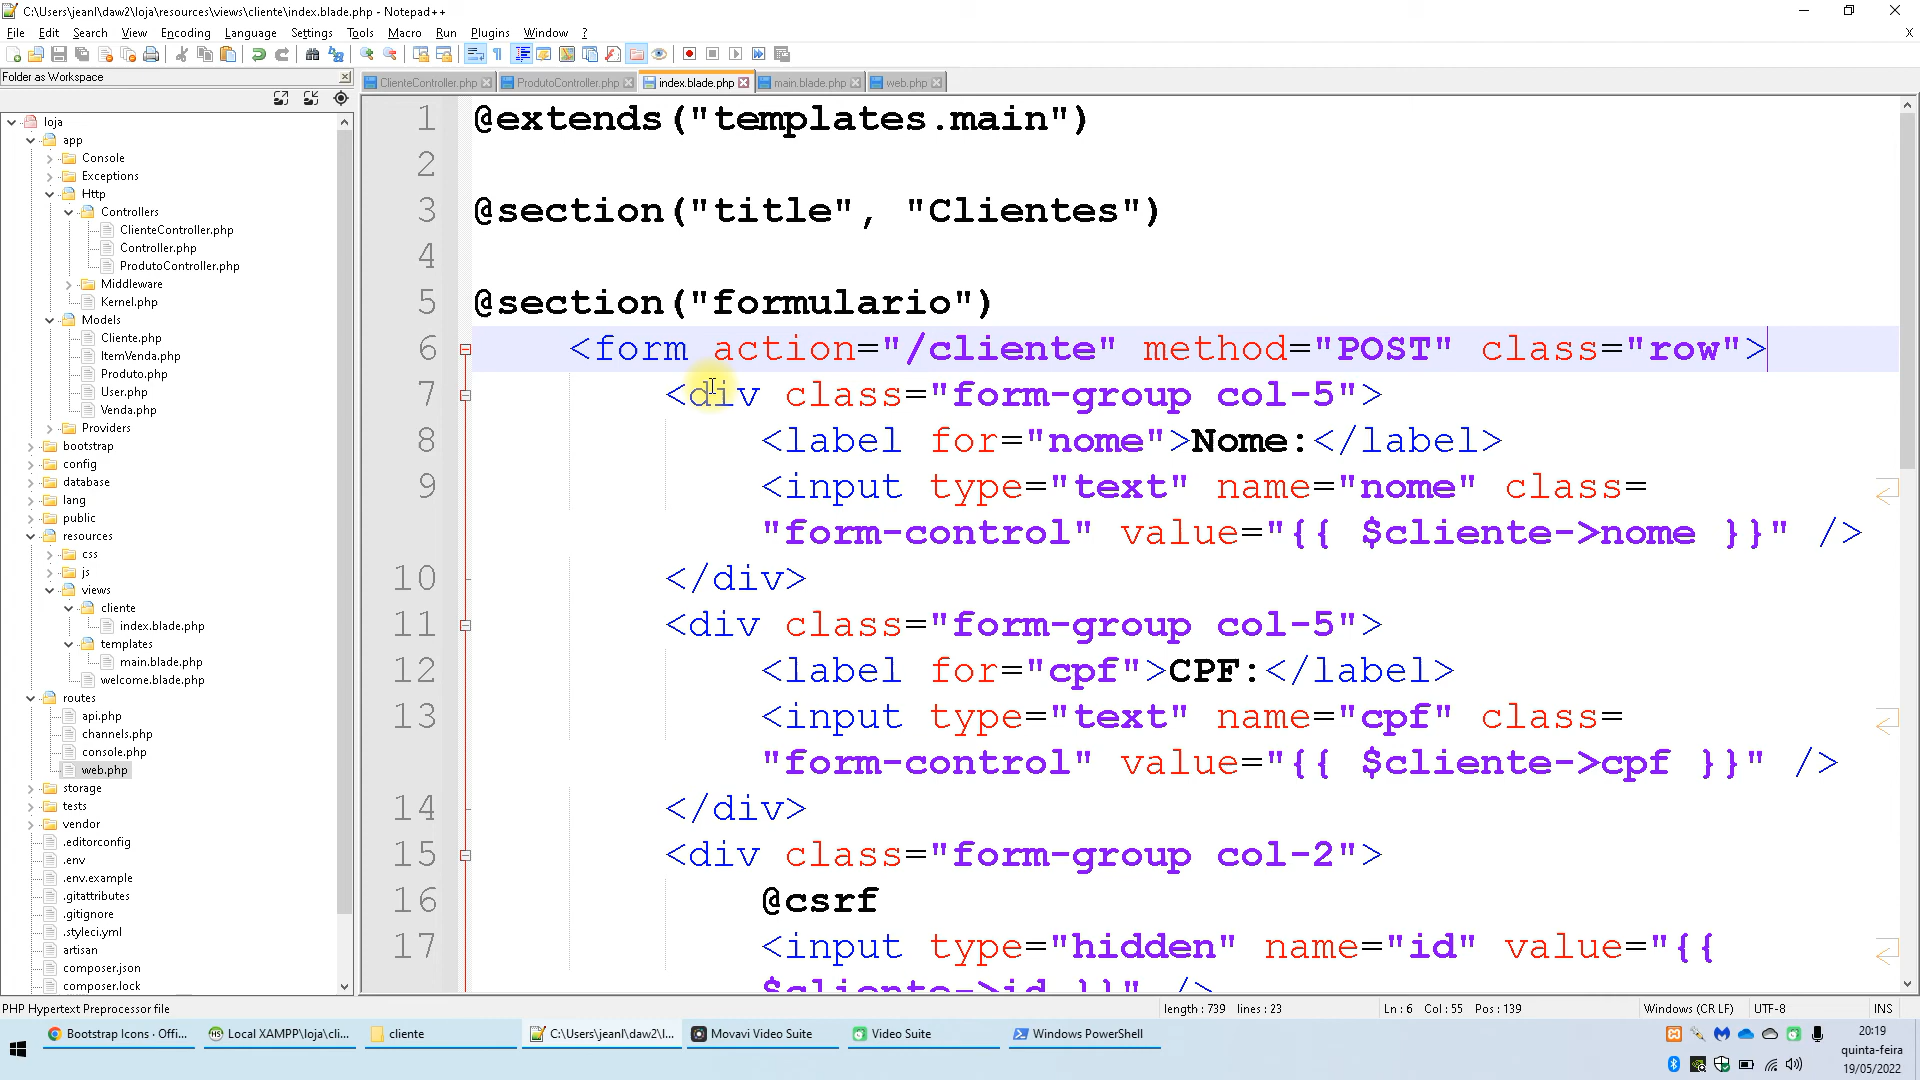 C:\Users\jeanl\daw2\loja\resources\views\cliente\index.blade.php - Notepad++
File Edit Search View Encoding Language Settings Tools Macro Run Plugins Window ? X
Folder as Workspace
ClienteController.php ProdutoController.php index.blade.php main.blade.php web.php
loja
app
Console
Exceptions
Http
Controllers
ClienteController.php
Controller.php
ProdutoController.php
Middleware
Kernel.php
Models
Cliente.php
ItemVenda.php
Produto.php
User.php
Venda.php
Providers
bootstrap
config
database
lang
public
resources
css
js
views
cliente
index.blade.php
templates
main.blade.php
welcome.blade.php
routes
api.php
channels.php
console.php
web.php
storage
tests
vendor
.editorconfig
.env
.env.example
.gitattributes
.gitignore
.styleci.yml
artisan
composer.json
composer.lock
1 @extends("templates.main")
2
3 @section("title", "Clientes")
4
5 @section("formulario")
6 <form action="/cliente" method="POST" class="row">
7 <div class="form-group col-5">
8 <label for="nome">Nome:</label>
9 <input type="text" name="nome" class=
"form-control" value="{{ $cliente->nome }}" />
10 </div>
11 <div class="form-group col-5">
12 <label for="cpf">CPF:</label>
13 <input type="text" name="cpf" class=
"form-control" value="{{ $cliente->cpf }}" />
14 </div>
15 <div class="form-group col-2">
16 @csrf
17 <input type="hidden" name="id" value="{{
$cliente->id }}" />
PHP Hypertext Preprocessor file length : 739 lines : 23 Ln : 6 Col : 55 Pos : 139 Windows (CR LF) UTF-8 INS
Bootstrap Icons · Offi... Local XAMPP\loja\cli... cliente C:\Users\jeanl\daw2\l... Movavi Video Suite Video Suite Windows PowerShell
20:19
quinta-feira
19/05/2022